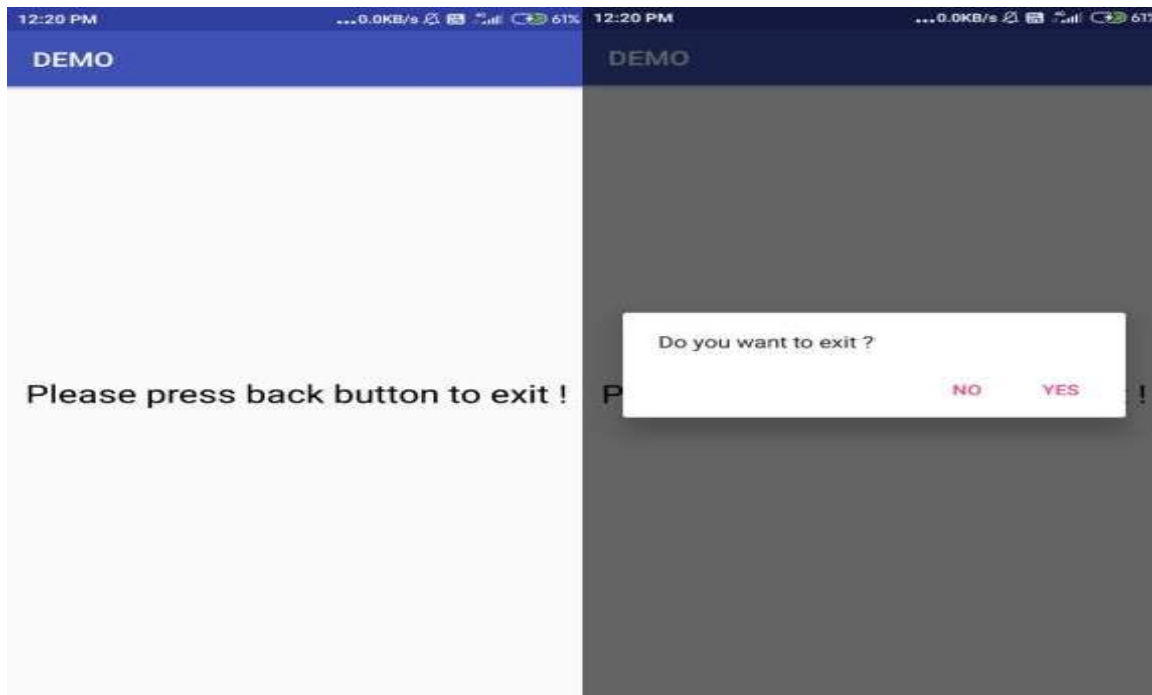 12:20 PM
...0.0KB/s 61%
DEMO
Please press back button to exit !
12:20 PM
...0.0KB/s 61%
DEMO
Do you want to exit ?
NO YES
P !